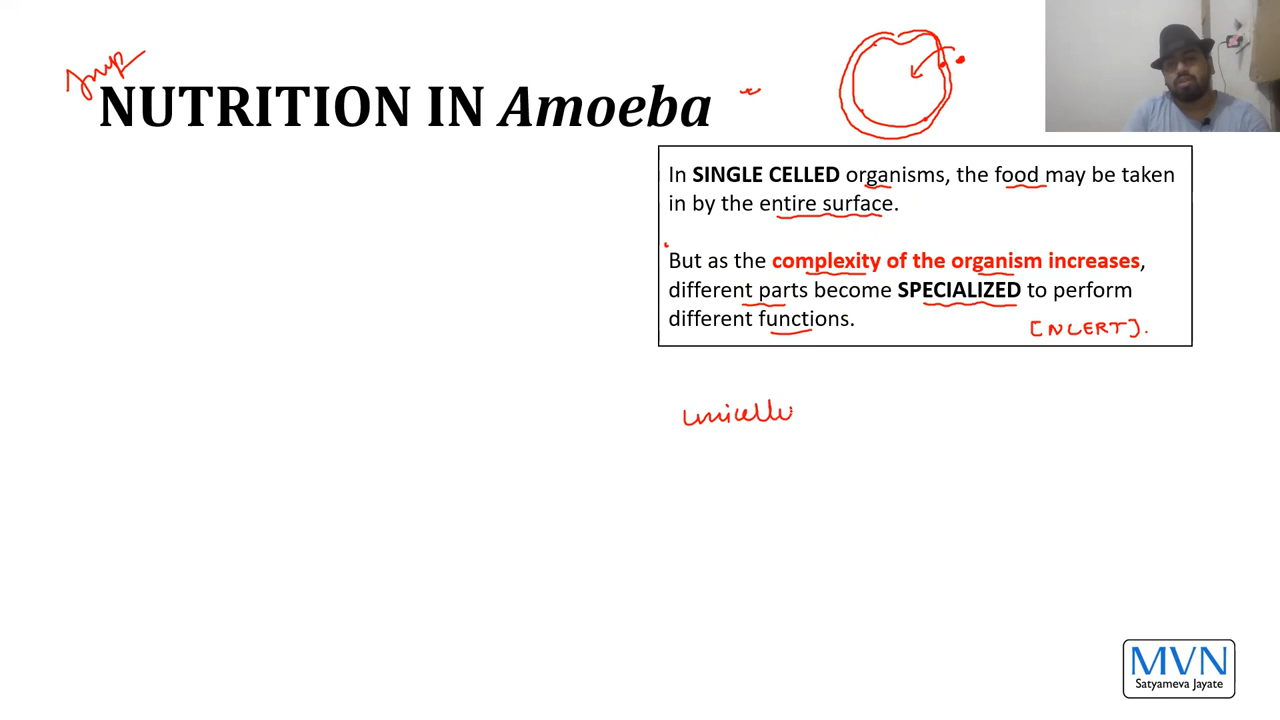 Imp
NUTRITION IN Amoeba
In SINGLE CELLED organisms, the food may be taken
in by the entire surface.
But as the complexity of the organism increases,
different parts become SPECIALIZED to perform
different functions.
[NCERT].
unicellu
MVN
Satyameva Jayate